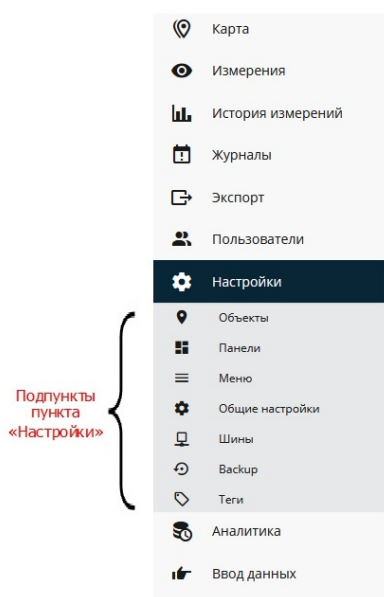 Карта
Измерения
История измерений
Журналы
Экспорт
Пользователи
Настройки
Объекты
Панели
Меню
Общие настройки
Шины
Backup
Теги
Аналитика
Ввод данных
Подпункты
пункта
«Настройки»